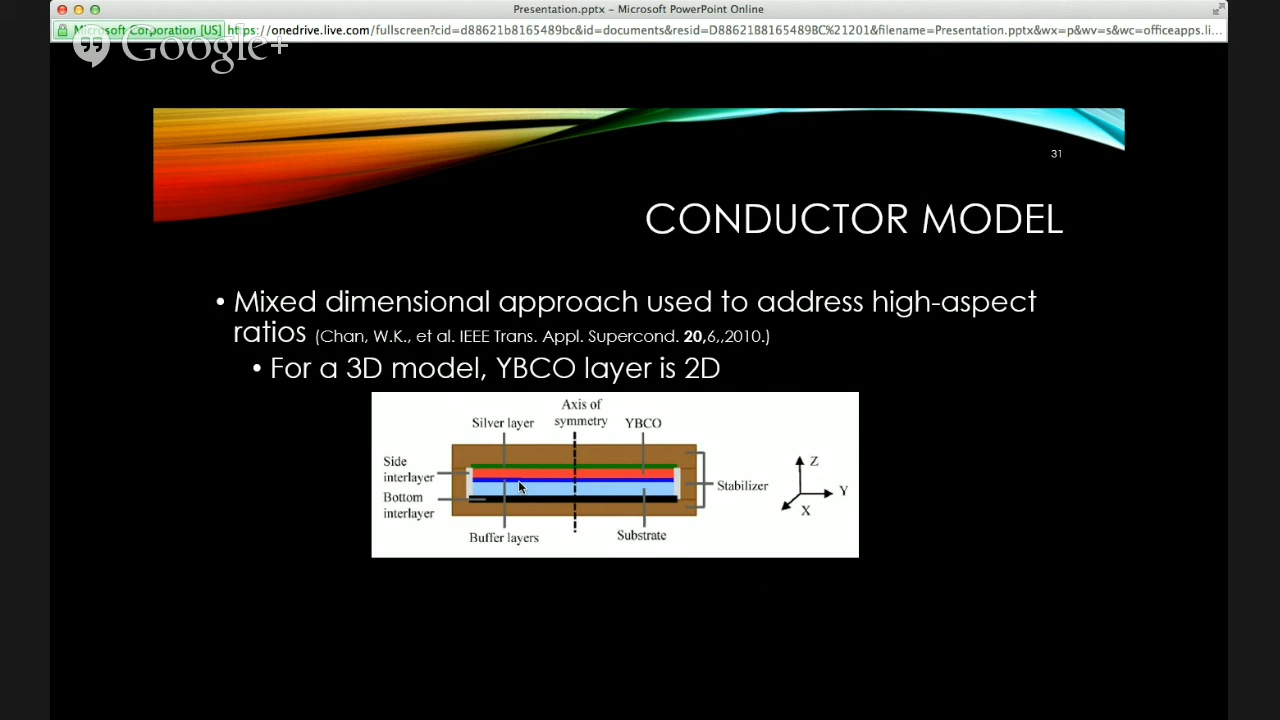 Presentation.pptx – Microsoft PowerPoint Online
Microsoft Corporation [US] https://onedrive.live.com/fullscreen?cid=d88621b8165489bc&id=documents&resid=D88621B8165489BC%21201&filename=Presentation.pptx&wx=p&wv=s&wc=officeapps.li...
Google+
31
CONDUCTOR MODEL
• Mixed dimensional approach used to address high-aspect
ratios (Chan, W.K., et al. IEEE Trans. Appl. Supercond. 20,6,,2010.)
• For a 3D model, YBCO layer is 2D
Axis of
symmetry
Silver layer
YBCO
Side
interlayer
Bottom
interlayer
Stabilizer
Buffer layers
Substrate
Z
Y
X